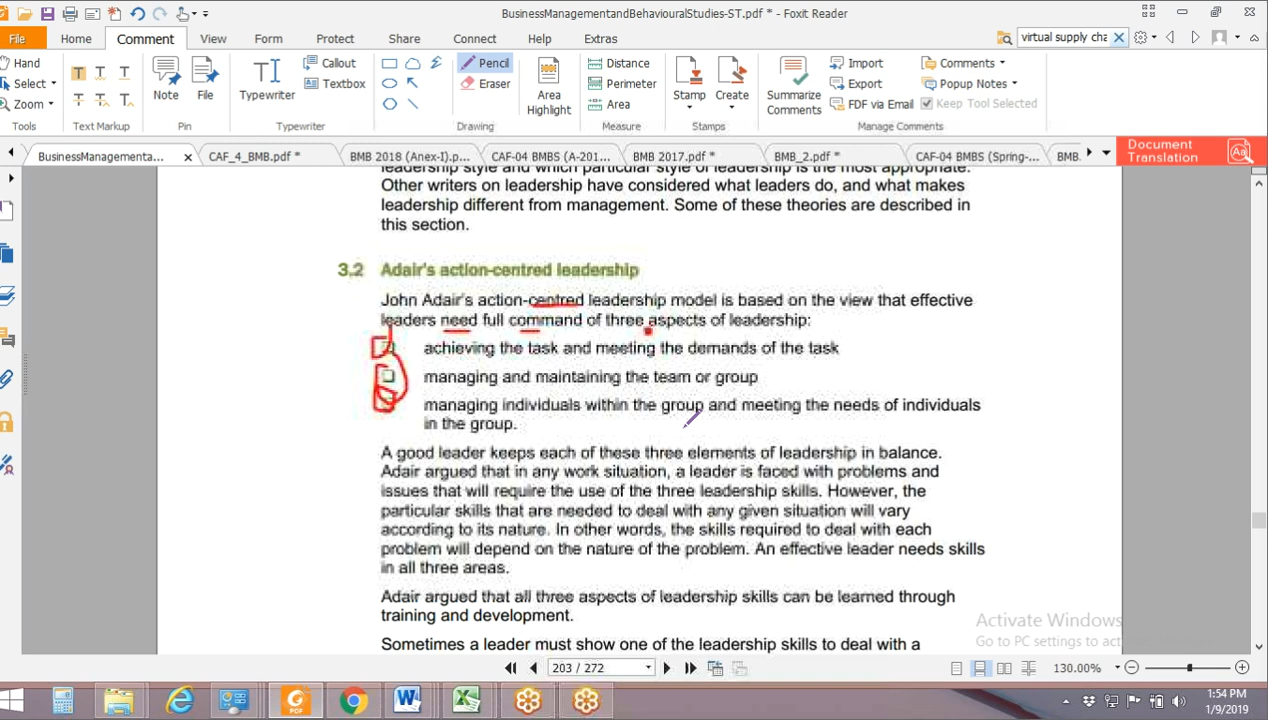 BusinessManagementandBehaviouralStudies-ST.pdf * - Foxit Reader
File Home Comment View Form Protect Share Connect Help Extras
virtual supply cha
Hand
Select
Zoom
Tools
Text Markup
Note
File
Pin
Typewriter
Callout
Textbox
Typewriter
Pencil
Eraser
Drawing
Area Highlight
Distance
Perimeter
Area
Measure
Stamp
Create
Stamps
Summarize Comments
Import
Export
FDF via Email
Comments
Popup Notes
Keep Tool Selected
Manage Comments
BusinessManagementa... CAF_4_BMB.pdf * BMB 2018 (Anex-I).p... CAF-04 BMBS (A-201... BMB 2017.pdf * BMB_2.pdf * CAF-04 BMBS (Spring-... BMB.
Document Translation
leadership style and which particular style of leadership is the most appropriate.
Other writers on leadership have considered what leaders do, and what makes
leadership different from management. Some of these theories are described in
this section.
3.2 Adair's action-centred leadership
John Adair's action-centred leadership model is based on the view that effective
leaders need full command of three aspects of leadership:
achieving the task and meeting the demands of the task
managing and maintaining the team or group
managing individuals within the group and meeting the needs of individuals
in the group.
A good leader keeps each of these three elements of leadership in balance.
Adair argued that in any work situation, a leader is faced with problems and
issues that will require the use of the three leadership skills. However, the
particular skills that are needed to deal with any given situation will vary
according to its nature. In other words, the skills required to deal with each
problem will depend on the nature of the problem. An effective leader needs skills
in all three areas.
Adair argued that all three aspects of leadership skills can be learned through
training and development.
Sometimes a leader must show one of the leadership skills to deal with a
Activate Windows
Go to PC settings to act
203 / 272
130.00%
1:54 PM
1/9/2019